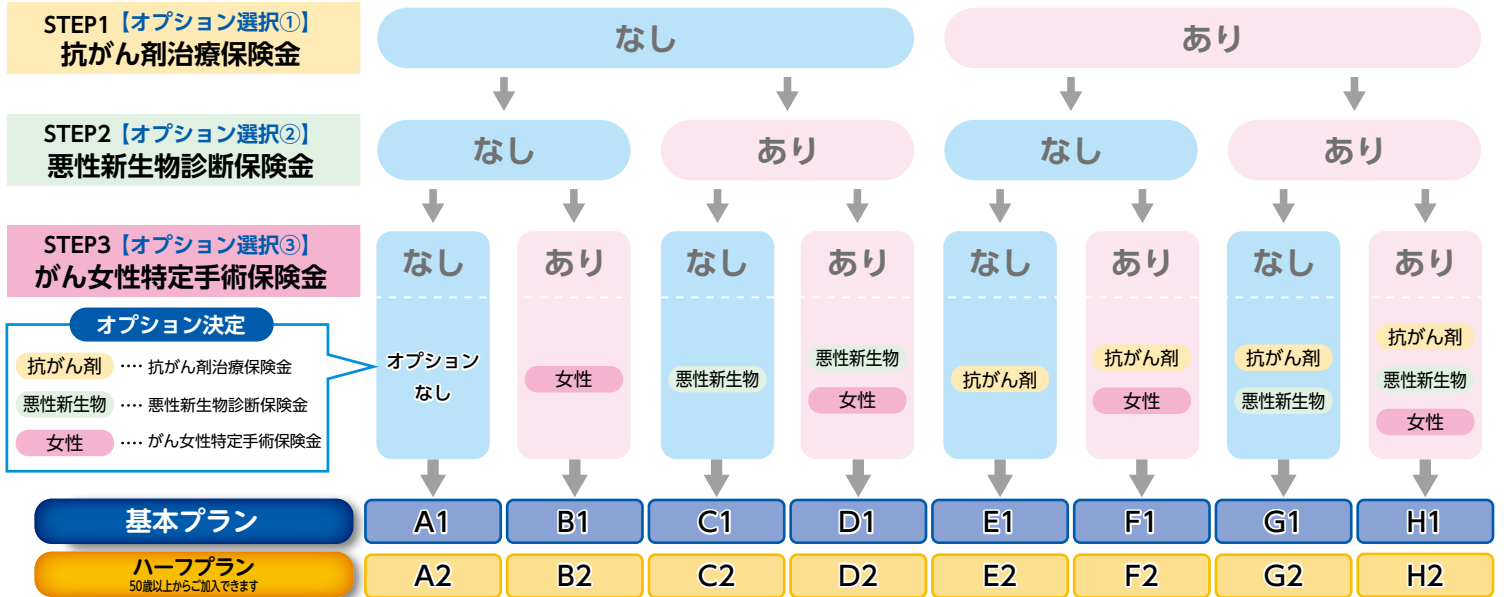 STEP1【オプション選択①】
抗がん剤治療保険金
なし
あり
STEP2【オプション選択②】
悪性新生物診断保険金
なし
あり
なし
あり
STEP3【オプション選択③】
がん女性特定手術保険金
なし
あり
なし
あり
なし
あり
なし
あり
オプション決定
抗がん剤 ‥‥ 抗がん剤治療保険金
悪性新生物 ‥‥ 悪性新生物診断保険金
女性 ‥‥ がん女性特定手術保険金
オプション
なし
女性
悪性新生物
悪性新生物
女性
抗がん剤
抗がん剤
女性
抗がん剤
悪性新生物
抗がん剤
悪性新生物
女性
基本プラン
A1
B1
C1
D1
E1
F1
G1
H1
ハーフプラン
50歳以上からご加入できます
A2
B2
C2
D2
E2
F2
G2
H2